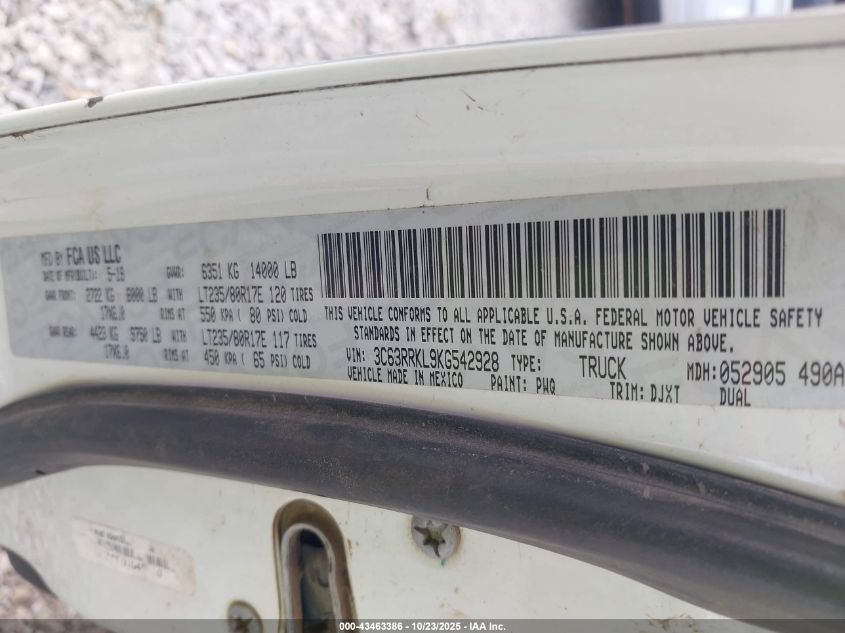 MFD BY FCA US LLC
DATE OF MFR(BUILT): 5-19 GVWR: 6351 KG 14000 LB
GAWR FRONT: 2722 KG 6000 LB WITH LT235/80R17E 120 TIRES
17X6.0 RIMS AT 550 KPA ( 80 PSI) COLD
GAWR REAR: 4423 KG 9750 LB WITH LT235/80R17E 117 TIRES
17X6.0 RIMS AT 450 KPA ( 65 PSI) COLD
THIS VEHICLE CONFORMS TO ALL APPLICABLE U.S.A. FEDERAL MOTOR VEHICLE SAFETY
STANDARDS IN EFFECT ON THE DATE OF MANUFACTURE SHOWN ABOVE.
VIN: 3C63RRKL9KG542928 TYPE: TRUCK MDH: 052905 490A
VEHICLE MADE IN MEXICO PAINT: PW0 TRIM: DJXT DUAL
000-43463386 - 10/23/2025 - IAA Inc.